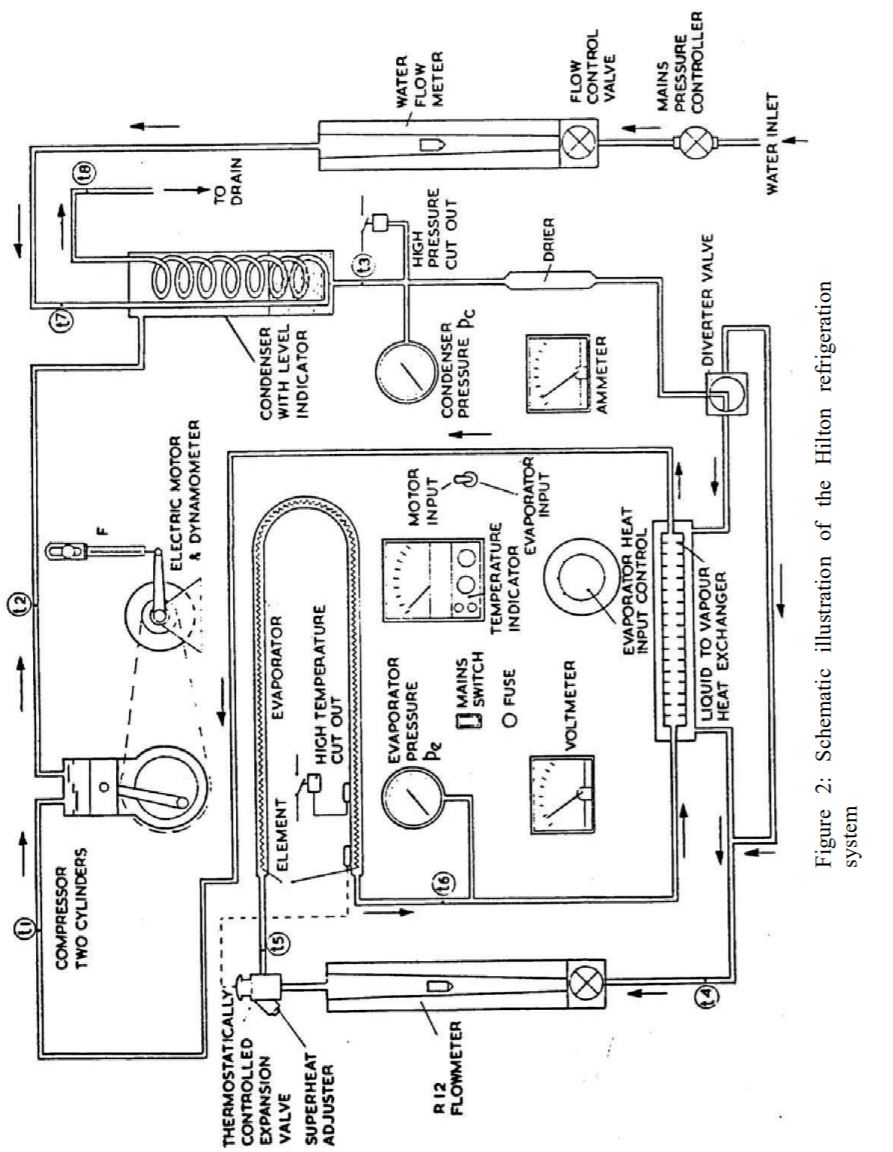 t1
COMPRESSOR
TWO CYLINDERS
t2
F
ELECTRIC MOTOR
& DYNAMOMETER
t7
t8
TO
DRAIN
CONDENSER
WITH LEVEL
INDICATOR
t3
HIGH
PRESSURE
CUT OUT
CONDENSER
PRESSURE Pc
WATER
FLOW
METER
FLOW
CONTROL
VALVE
MAINS
PRESSURE
CONTROLLER
WATER INLET
DRIER
AMMETER
DIVERTER VALVE
THERMOSTATICALLY
CONTROLLED
EXPANSION
VALVE
SUPERHEAT
ADJUSTER
t5
ELEMENT
EVAPORATOR
HIGH TEMPERATURE
CUT OUT
EVAPORATOR
PRESSURE
Pe
MAINS
SWITCH
FUSE
VOLTMETER
MOTOR
INPUT
EVAPORATOR
INPUT
TEMPERATURE
INDICATOR
EVAPORATOR HEAT
INPUT CONTROL
LIQUID TO VAPOUR
HEAT EXCHANGER
t6
R12
FLOWMETER
t4
Figure 2: Schematic illustration of the Hilton refrigeration
system